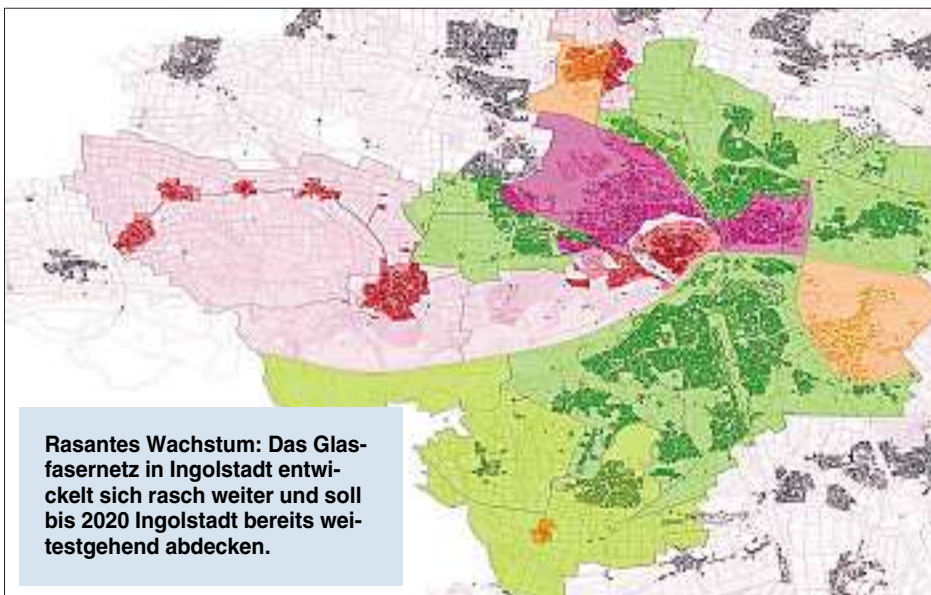 Rasantes Wachstum: Das Glas-
fasernetz in Ingolstadt entwi-
ckelt sich rasch weiter und soll
bis 2020 Ingolstadt bereits wei-
testgehend abdecken.